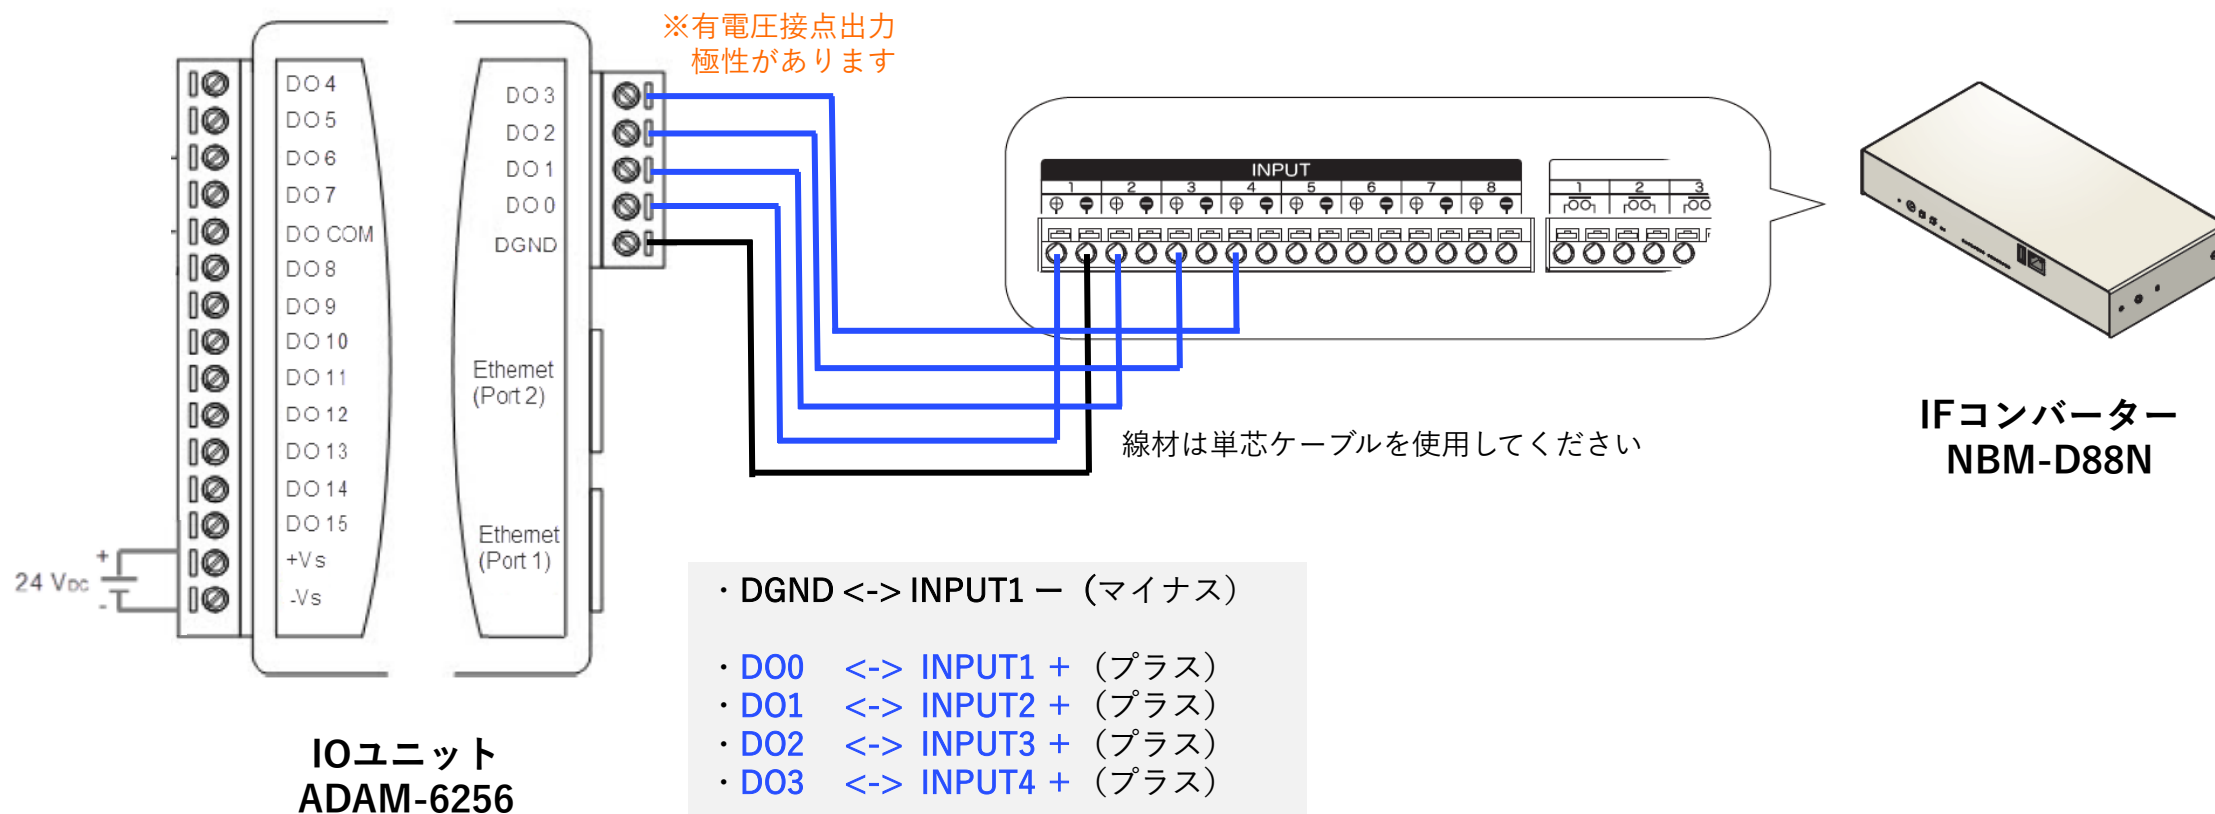 ※有電圧接点出力
極性があります
DO 4
DO 5
DO 6
DO 7
DO COM
DO 8
DO 9
DO 10
DO 11
DO 12
DO 13
DO 14
DO 15
+Vs
-Vs
+
24 VDC
-
DO 3
DO 2
DO 1
DO 0
DGND
Ethernet
(Port 2)
Ethernet
(Port 1)
INPUT
1 2 3 4 5 6 7 8
⊕ ⊖ ⊕ ⊖ ⊕ ⊖ ⊕ ⊖ ⊕ ⊖ ⊕ ⊖ ⊕ ⊖ ⊕ ⊖
1 2 3
線材は単芯ケーブルを使用してください
IFコンバーター
NBM-D88N
・DGND <-> INPUT1 ー（マイナス）
・DO0 <-> INPUT1 +（プラス）
・DO1 <-> INPUT2 +（プラス）
・DO2 <-> INPUT3 +（プラス）
・DO3 <-> INPUT4 +（プラス）
IOユニット
ADAM-6256